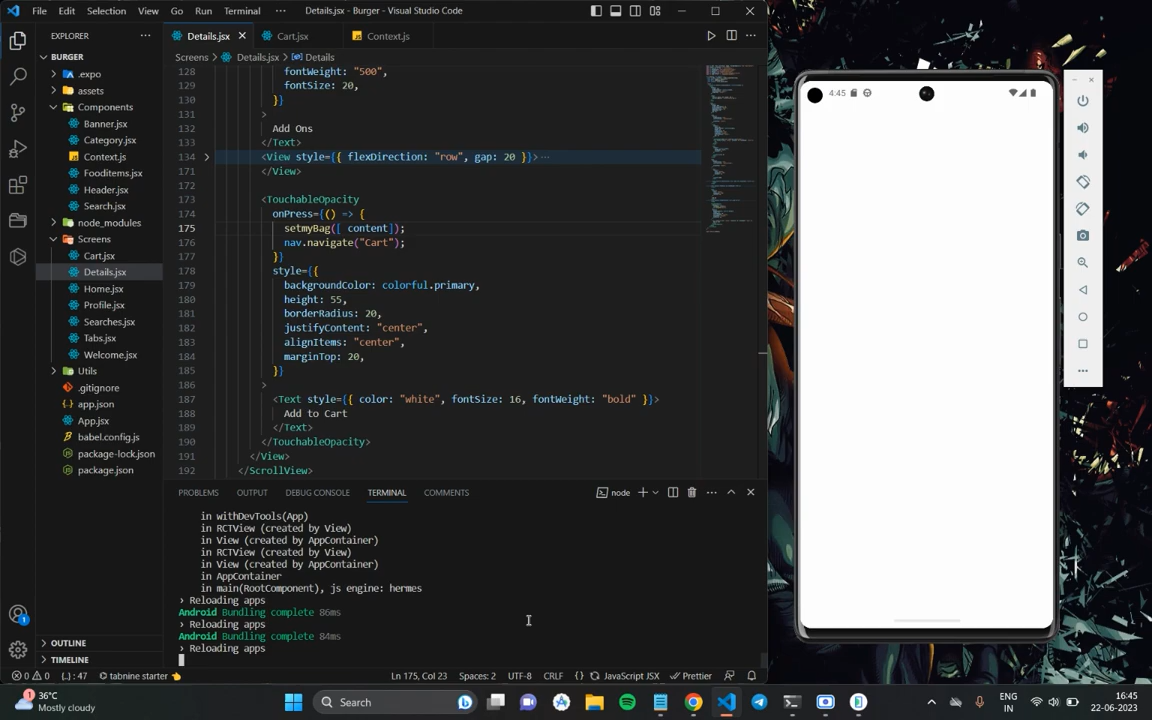 File Edit Selection View Go Run Terminal ··· Details.jsx - Burger - Visual Studio Code
EXPLORER ···
BURGER
.expo
assets
Components
Banner.jsx
Category.jsx
Context.js
Fooditems.jsx
Header.jsx
Search.jsx
node_modules
Screens
Cart.jsx
Details.jsx
Home.jsx
Profile.jsx
Searches.jsx
Tabs.jsx
Welcome.jsx
Utils
.gitignore
app.json
App.jsx
babel.config.js
package-lock.json
package.json
OUTLINE
TIMELINE
Details.jsx Cart.jsx Context.js
Screens > Details.jsx > Details
128 fontWeight: "500",
129 fontSize: 20,
130 }}
131 >
132 Add Ons
133 </Text>
134 <View style={{ flexDirection: "row", gap: 20 }}>···
171 </View>
172
173 <TouchableOpacity
174 onPress={() => {
175 setmyBag([ content]);
176 nav.navigate("Cart");
177 }}
178 style={{
179 backgroundColor: colorful.primary,
180 height: 55,
181 borderRadius: 20,
182 justifyContent: "center",
183 alignItems: "center",
184 marginTop: 20,
185 }}
186 >
187 <Text style={{ color: "white", fontSize: 16, fontWeight: "bold" }}>
188 Add to Cart
189 </Text>
190 </TouchableOpacity>
191 </View>
192 </ScrollView>
PROBLEMS OUTPUT DEBUG CONSOLE TERMINAL COMMENTS node
in withDevTools(App)
in RCTView (created by View)
in View (created by AppContainer)
in RCTView (created by View)
in View (created by AppContainer)
in AppContainer
in main(RootComponent), js engine: hermes
› Reloading apps
Android Bundling complete 86ms
› Reloading apps
Android Bundling complete 84ms
› Reloading apps
0 0 {..}: 47 tabnine starter Ln 175, Col 23 Spaces: 2 UTF-8 CRLF {} JavaScript JSX Prettier
4:45
1
36°C
Mostly cloudy
Search
ENG
IN
16:45
22-06-2023